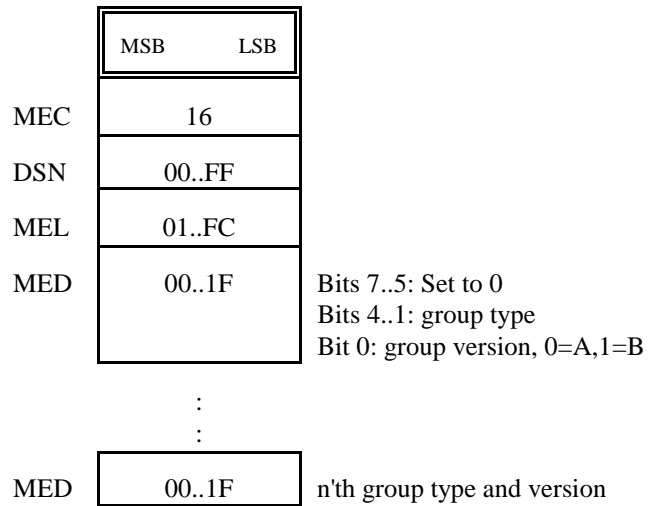 MSB LSB
MEC 16
DSN 00..FF
MEL 01..FC
MED 00..1F Bits 7..5: Set to 0
Bits 4..1: group type
Bit 0: group version, 0=A,1=B
:
:
MED 00..1F n'th group type and version